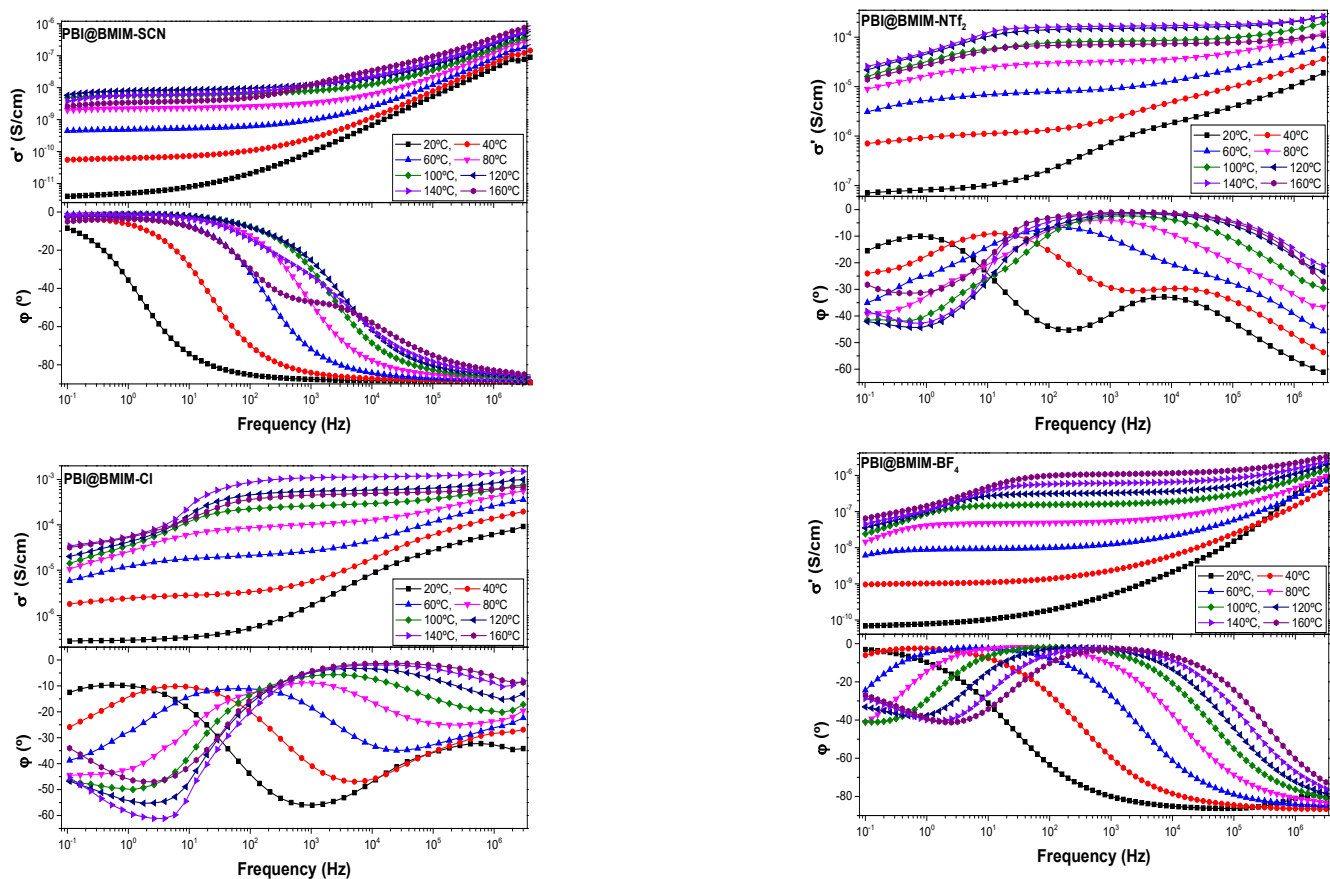 PBI@BMIM-SCN
σ' (S/cm)
10⁻⁶
10⁻⁷
10⁻⁸
10⁻⁹
10⁻¹⁰
10⁻¹¹
20ºC, 40ºC
60ºC, 80ºC
100ºC, 120ºC
140ºC, 160ºC
φ (º)
0
-20
-40
-60
-80
10⁻¹ 10⁰ 10¹ 10² 10³ 10⁴ 10⁵ 10⁶
Frequency (Hz)
PBI@BMIM-NTf₂
σ' (S/cm)
10⁻³
10⁻⁴
10⁻⁵
10⁻⁶
10⁻⁷
20ºC, 40ºC
60ºC, 80ºC
100ºC, 120ºC
140ºC, 160ºC
φ (º)
0
-10
-20
-30
-40
-50
-60
10⁻¹ 10⁰ 10¹ 10² 10³ 10⁴ 10⁵ 10⁶
Frequency (Hz)
PBI@BMIM-Cl
σ' (S/cm)
10⁻³
10⁻⁴
10⁻⁵
10⁻⁶
20ºC, 40ºC
60ºC, 80ºC
100ºC, 120ºC
140ºC, 160ºC
φ (º)
0
-10
-20
-30
-40
-50
-60
10⁻¹ 10⁰ 10¹ 10² 10³ 10⁴ 10⁵ 10⁶
Frequency (Hz)
PBI@BMIM-BF₄
σ' (S/cm)
10⁻⁶
10⁻⁷
10⁻⁸
10⁻⁹
10⁻¹⁰
20ºC, 40ºC
60ºC, 80ºC
100ºC, 120ºC
140ºC, 160ºC
φ (º)
0
-20
-40
-60
-80
10⁻¹ 10⁰ 10¹ 10² 10³ 10⁴ 10⁵ 10⁶
Frequency (Hz)